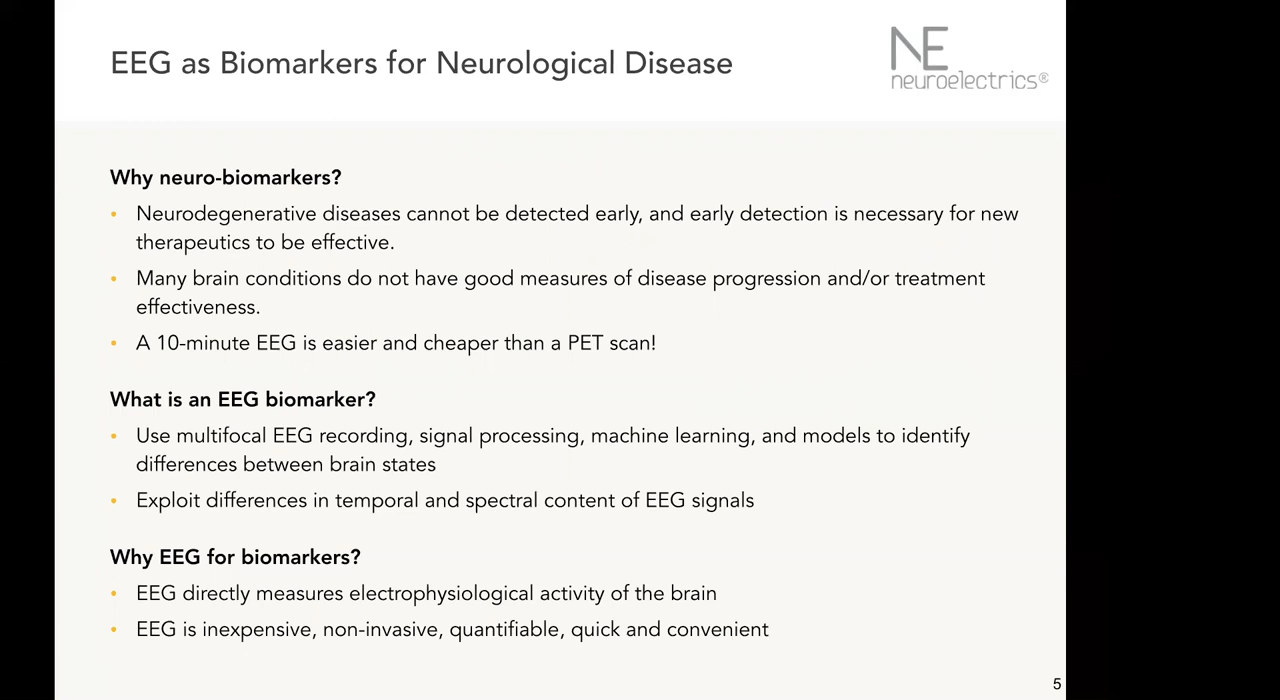 EEG as Biomarkers for Neurological Disease
NE
neuroelectrics®
Why neuro-biomarkers?
• Neurodegenerative diseases cannot be detected early, and early detection is necessary for new
therapeutics to be effective.
• Many brain conditions do not have good measures of disease progression and/or treatment
effectiveness.
• A 10-minute EEG is easier and cheaper than a PET scan!
What is an EEG biomarker?
• Use multifocal EEG recording, signal processing, machine learning, and models to identify
differences between brain states
• Exploit differences in temporal and spectral content of EEG signals
Why EEG for biomarkers?
• EEG directly measures electrophysiological activity of the brain
• EEG is inexpensive, non-invasive, quantifiable, quick and convenient
5